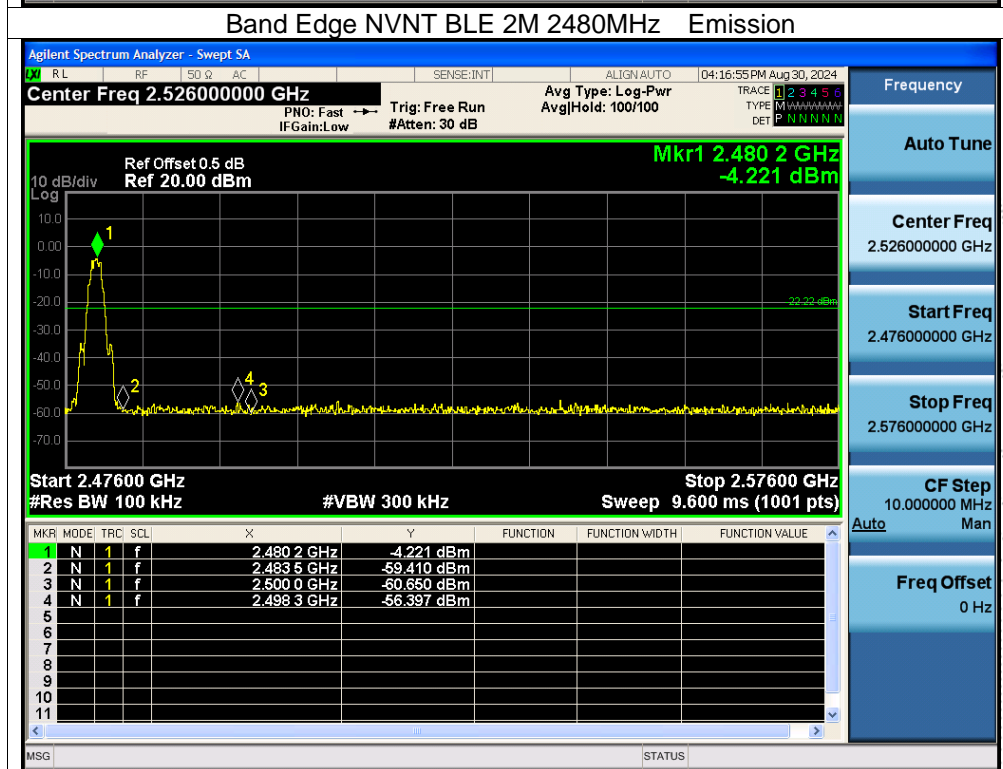 Band Edge NVNT BLE 2M 2480MHz Emission
Agilent Spectrum Analyzer - Swept SA
LXI RL RF 50 Ω AC SENSE:INT ALIGN AUTO 04:16:55 PM Aug 30, 2024
Center Freq 2.526000000 GHz
PNO: Fast
IFGain:Low
Trig: Free Run
#Atten: 30 dB
Avg Type: Log-Pwr
Avg|Hold: 100/100
TRACE 1 2 3 4 5 6
TYPE MWWWWW
DET P N N N N N
Mkr1 2.480 2 GHz
-4.221 dBm
Ref Offset 0.5 dB
10 dB/div Ref 20.00 dBm
Log
10.0
0.00
-10.0
-20.0
-30.0
-40.0
-50.0
-60.0
-70.0
1
-22.22 dBm
2
4
3
Start 2.47600 GHz Stop 2.57600 GHz
#Res BW 100 kHz #VBW 300 kHz Sweep 9.600 ms (1001 pts)
MKR MODE TRC SCL X Y FUNCTION FUNCTION WIDTH FUNCTION VALUE
1 N 1 f 2.480 2 GHz -4.221 dBm
2 N 1 f 2.483 5 GHz -59.410 dBm
3 N 1 f 2.500 0 GHz -60.650 dBm
4 N 1 f 2.498 3 GHz -56.397 dBm
5
6
7
8
9
10
11
MSG STATUS
Frequency
Auto Tune
Center Freq
2.526000000 GHz
Start Freq
2.476000000 GHz
Stop Freq
2.576000000 GHz
CF Step
10.000000 MHz
Auto Man
Freq Offset
0 Hz